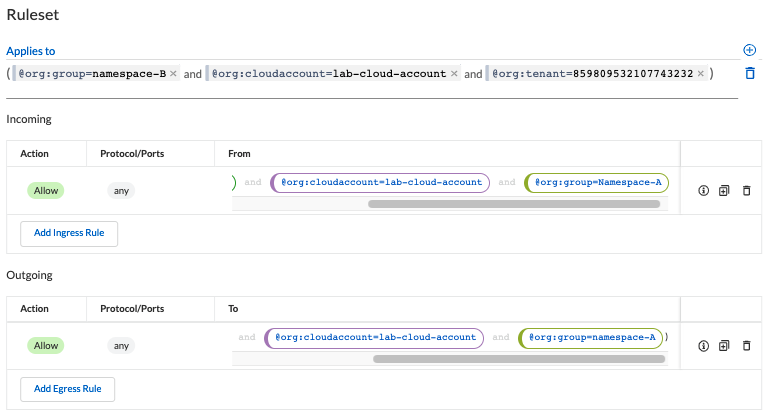 Ruleset
Applies to
( @org:group=namespace-B × and @org:cloudaccount=lab-cloud-account × and @org:tenant=859809532107743232 × )
Incoming
Action Protocol/Ports From
Allow any ) and @org:cloudaccount=lab-cloud-account and @org:group=Namespace-A
Add Ingress Rule
Outgoing
Action Protocol/Ports To
Allow any and @org:cloudaccount=lab-cloud-account and @org:group=namespace-A )
Add Egress Rule